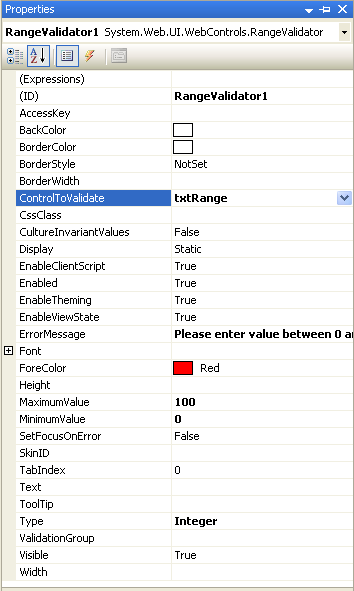 Properties
RangeValidator1 System.Web.UI.WebControls.RangeValidator
(Expressions)
(ID) RangeValidator1
AccessKey
BackColor
BorderColor
BorderStyle NotSet
BorderWidth
ControlToValidate txtRange
CssClass
CultureInvariantValues False
Display Static
EnableClientScript True
Enabled True
EnableTheming True
EnableViewState True
ErrorMessage Please enter value between 0 a
Font
ForeColor Red
Height
MaximumValue 100
MinimumValue 0
SetFocusOnError False
SkinID
TabIndex 0
Text
ToolTip
Type Integer
ValidationGroup
Visible True
Width